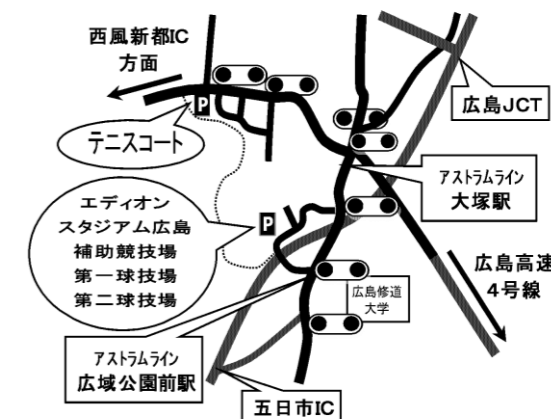 西風新都IC
方面
広島JCT
P
テニスコート
アストラムライン
大塚駅
エディオン
スタジアム広島
補助競技場
第一球技場
第二球技場
P
広島高速
4号線
広島修道
大学
アストラムライン
広域公園前駅
五日市IC